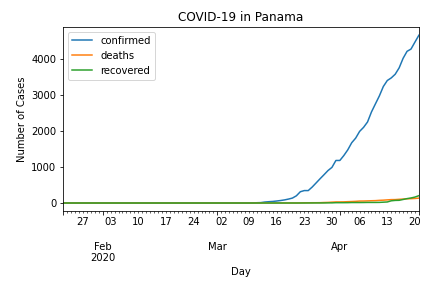 COVID-19 in Panama
confirmed
deaths
recovered
Number of Cases
4000
3000
2000
1000
0
27 03 10 17 24 02 09 16 23 30 06 13 20
Feb Mar Apr
2020
Day